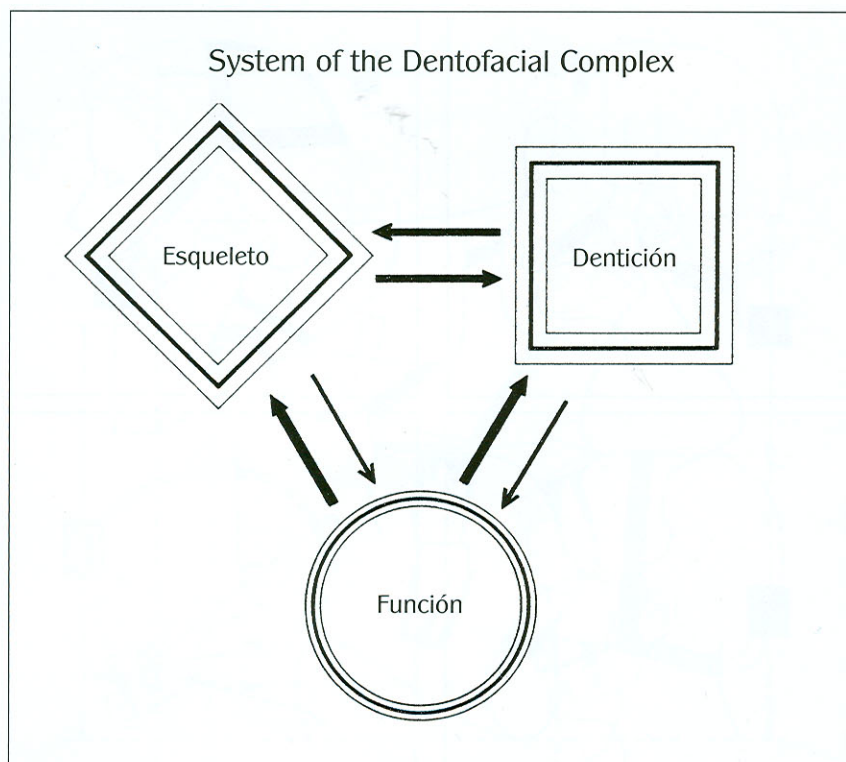 System of the Dentofacial Complex
Esqueleto
Dentición
Función